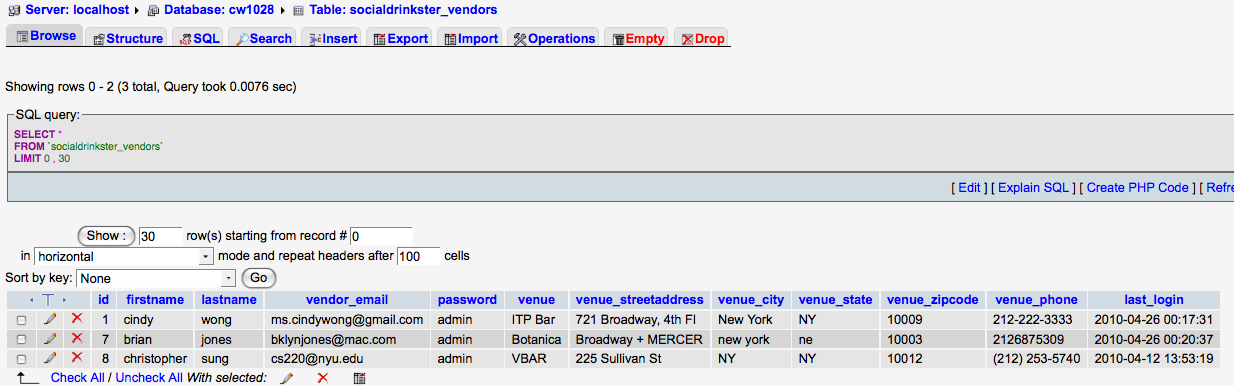 Server: localhost ▸ Database: cw1028 ▸ Table: socialdrinkster_vendors
Browse Structure SQL Search Insert Export Import Operations Empty Drop
Showing rows 0 - 2 (3 total, Query took 0.0076 sec)
SQL query:
SELECT *
FROM `socialdrinkster_vendors`
LIMIT 0 , 30
[ Edit ] [ Explain SQL ] [ Create PHP Code ] [ Refre
Show : 30 row(s) starting from record # 0
in horizontal mode and repeat headers after 100 cells
Sort by key: None Go
←T→ id firstname lastname vendor_email password venue venue_streetaddress venue_city venue_state venue_zipcode venue_phone last_login
1 cindy wong ms.cindywong@gmail.com admin ITP Bar 721 Broadway, 4th Fl New York NY 10009 212-222-3333 2010-04-26 00:17:31
7 brian jones bklynjones@mac.com admin Botanica Broadway + MERCER new york ne 10003 2126875309 2010-04-26 00:20:37
8 christopher sung cs220@nyu.edu admin VBAR 225 Sullivan St NY NY 10012 (212) 253-5740 2010-04-12 13:53:19
Check All / Uncheck All With selected: